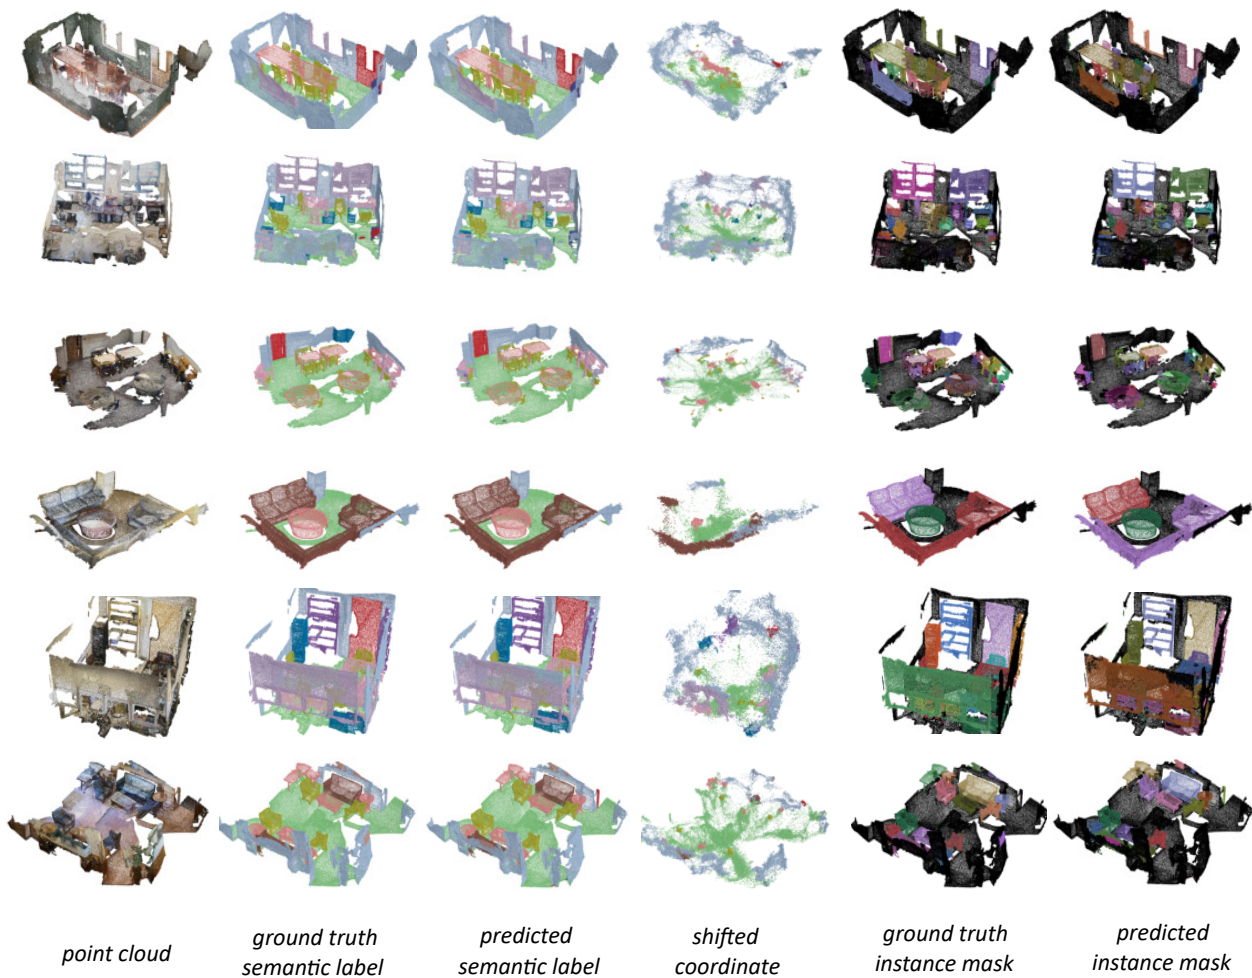 point cloud
ground truth
semantic label
predicted
semantic label
shifted
coordinate
ground truth
instance mask
predicted
instance mask